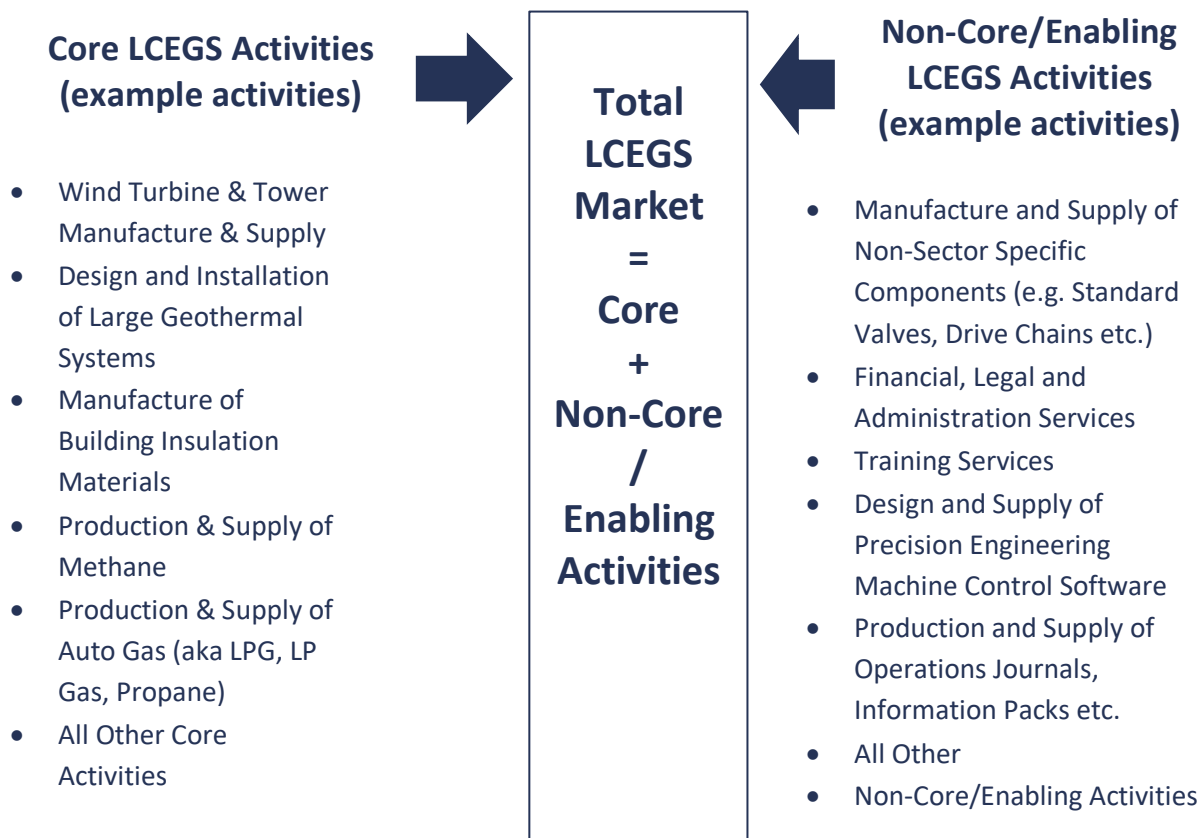 Core LCEGS Activities
(example activities)
• Wind Turbine & Tower
Manufacture & Supply
• Design and Installation
of Large Geothermal
Systems
• Manufacture of
Building Insulation
Materials
• Production & Supply of
Methane
• Production & Supply of
Auto Gas (aka LPG, LP
Gas, Propane)
• All Other Core
Activities
Total
LCEGS
Market
=
Core
+
Non-Core
/
Enabling
Activities
Non-Core/Enabling
LCEGS Activities
(example activities)
• Manufacture and Supply of
Non-Sector Specific
Components (e.g. Standard
Valves, Drive Chains etc.)
• Financial, Legal and
Administration Services
• Training Services
• Design and Supply of
Precision Engineering
Machine Control Software
• Production and Supply of
Operations Journals,
Information Packs etc.
• All Other
• Non-Core/Enabling Activities